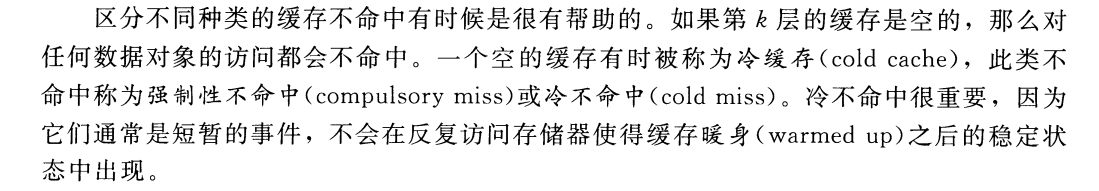 区分不同种类的缓存不命中有时候是很有帮助的。如果第 k 层的缓存是空的，那么对
任何数据对象的访问都会不命中。一个空的缓存有时被称为冷缓存(cold cache)，此类不
命中称为强制性不命中(compulsory miss)或冷不命中(cold miss)。冷不命中很重要，因为
它们通常是短暂的事件，不会在反复访问存储器使得缓存暖身(warmed up)之后的稳定状
态中出现。